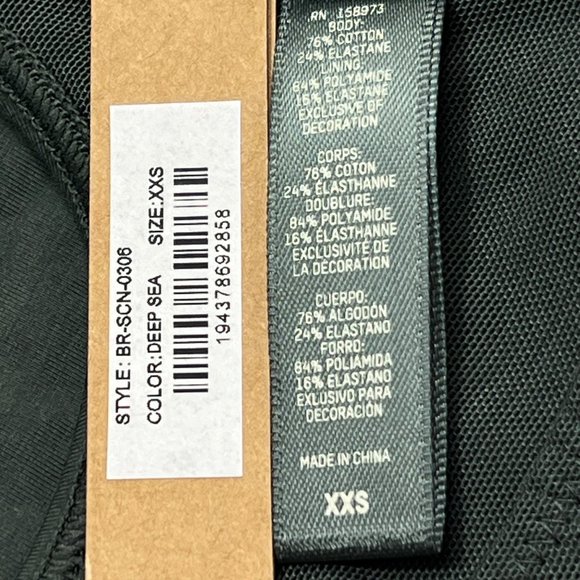 STYLE: BR-SCN-0306
COLOR:DEEP SEA SIZE:XXS
194378692858
RN 158973
BODY:
76% COTTON
24% ELASTANE
LINING:
84% POLYAMIDE
16% ELASTANE
EXCLUSIVE OF
DECORATION
CORPS:
76% COTON
24% ÉLASTHANNE
DOUBLURE:
84% POLYAMIDE
16% ÉLASTHANNE
EXCLUSIVITÉ DE
LA DÉCORATION
CUERPO:
76% ALGODÓN
24% ELASTANO
FORRO:
84% POLIAMIDA
16% ELASTANO
EXCLUSIVO PARA
DECORACIÓN
MADE IN CHINA
XXS